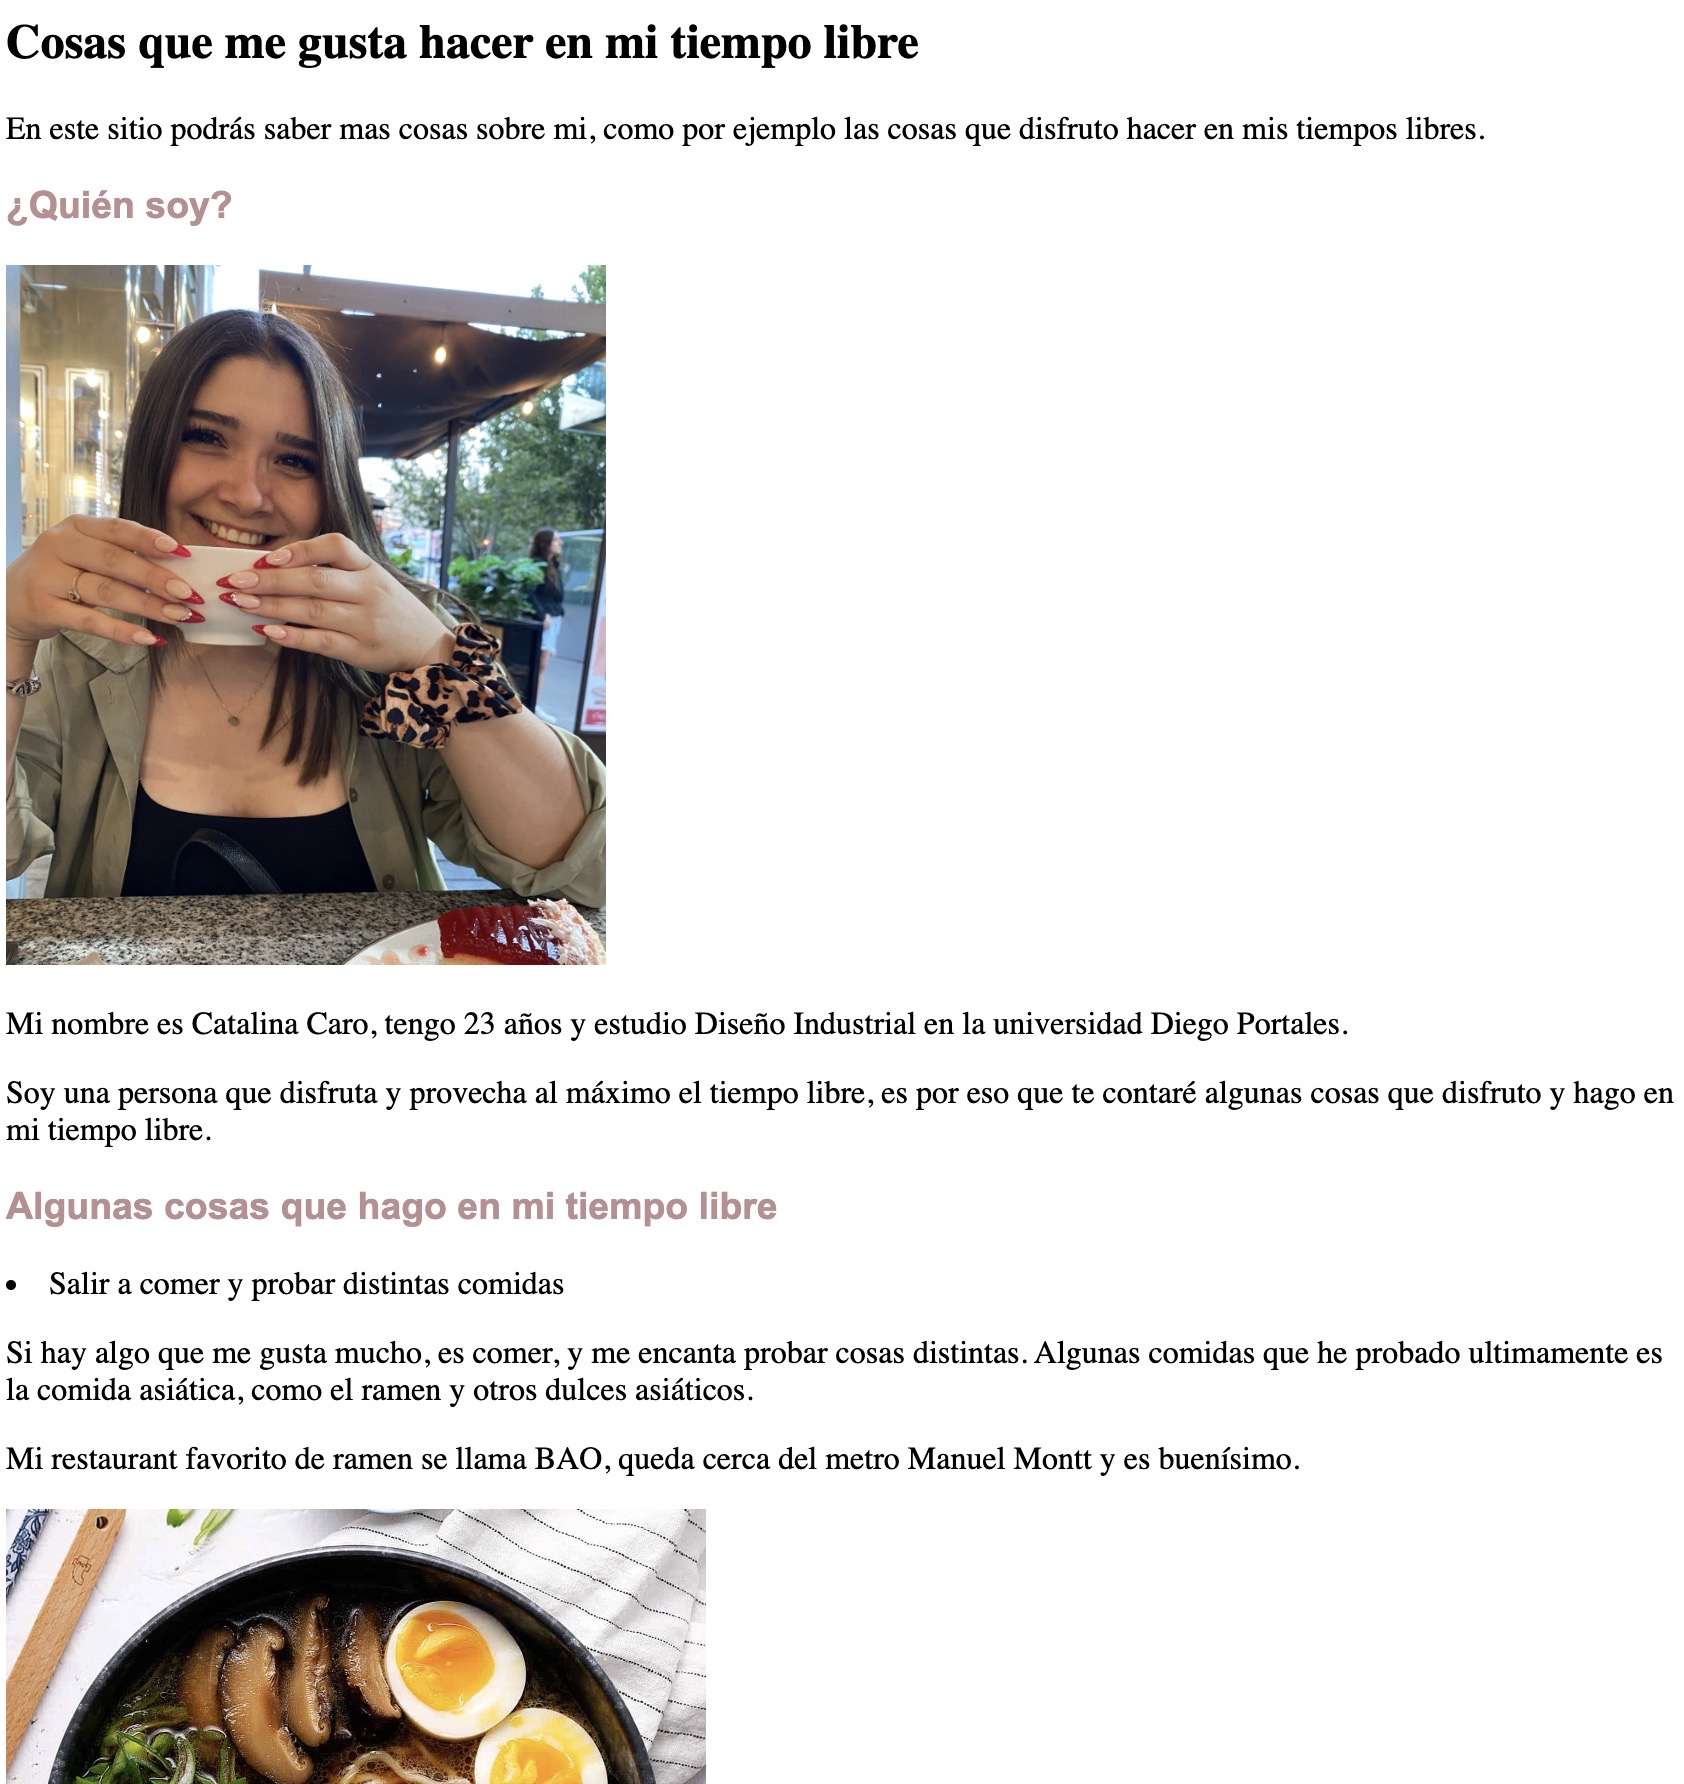 Cosas que me gusta hacer en mi tiempo libre
En este sitio podrás saber mas cosas sobre mi, como por ejemplo las cosas que disfruto hacer en mis tiempos libres.
¿Quién soy?
Mi nombre es Catalina Caro, tengo 23 años y estudio Diseño Industrial en la universidad Diego Portales.
Soy una persona que disfruta y provecha al máximo el tiempo libre, es por eso que te contaré algunas cosas que disfruto y hago en
mi tiempo libre.
Algunas cosas que hago en mi tiempo libre
• Salir a comer y probar distintas comidas
Si hay algo que me gusta mucho, es comer, y me encanta probar cosas distintas. Algunas comidas que he probado ultimamente es
la comida asiática, como el ramen y otros dulces asiáticos.
Mi restaurant favorito de ramen se llama BAO, queda cerca del metro Manuel Montt y es buenísimo.